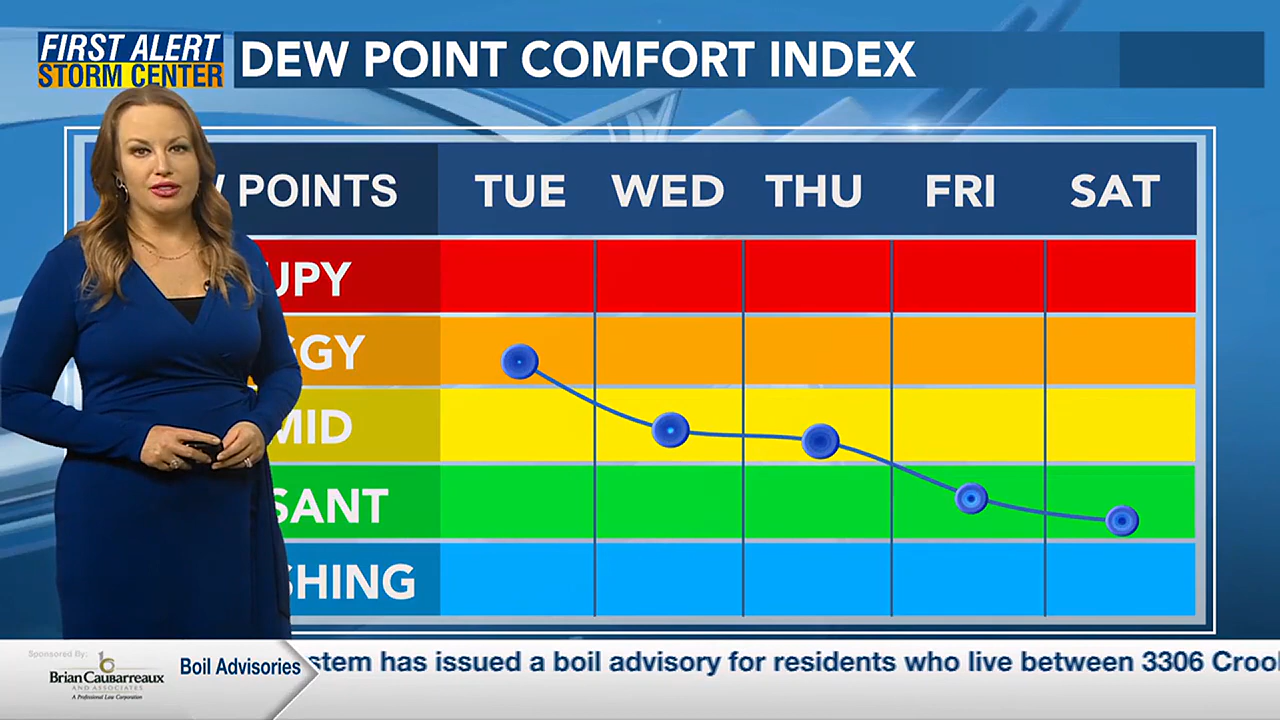 FIRST ALERT
STORM CENTER
DEW POINT COMFORT INDEX
POINTS
TUE
WED
THU
FRI
SAT
UPY
GGY
MID
SANT
SHING
Sponsored By:
Brian Caubarreaux
AND ASSOCIATES
A Professional Law Corporation
Boil Advisories
stem has issued a boil advisory for residents who live between 3306 Crool